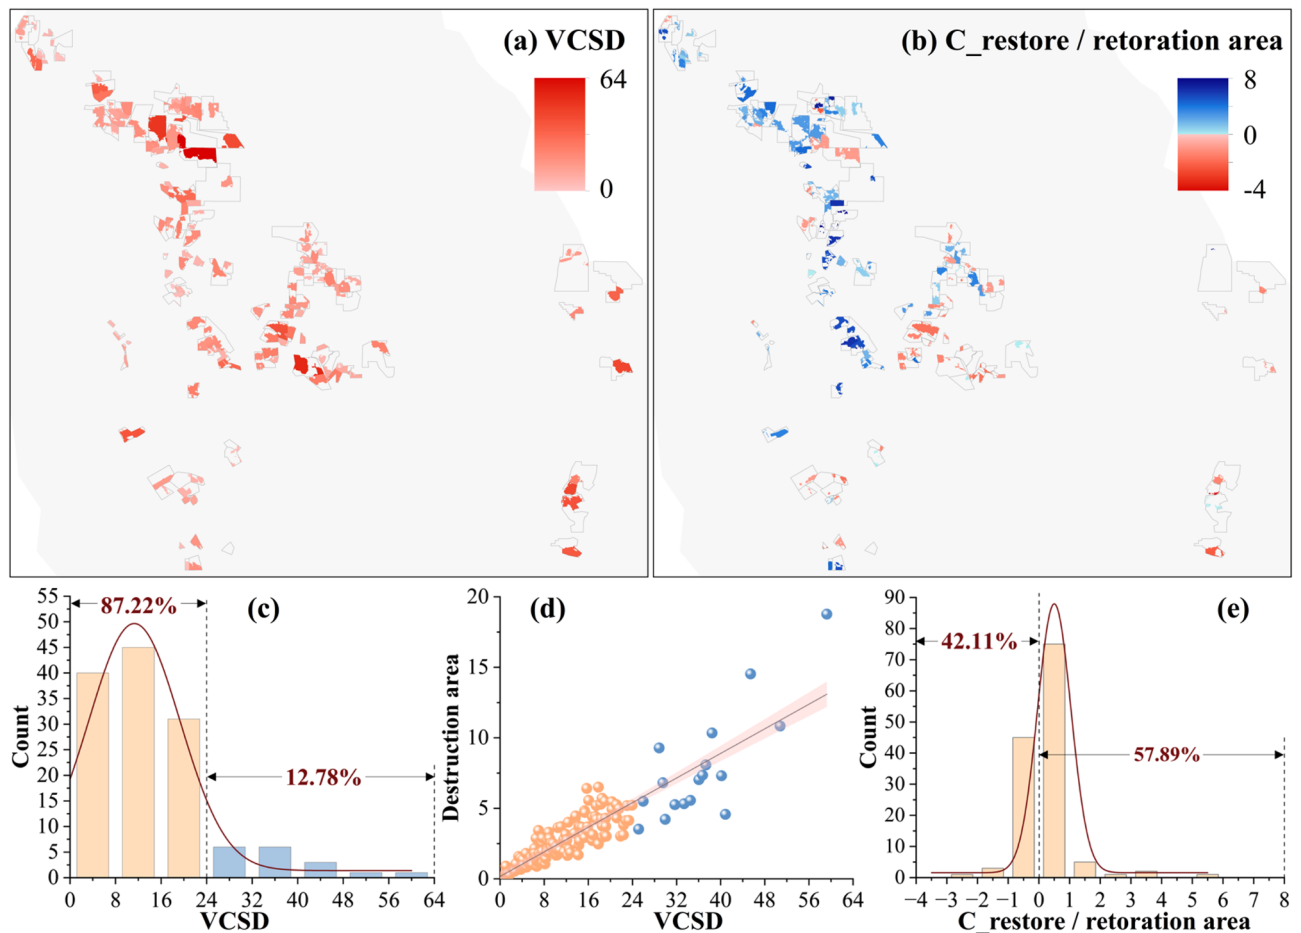 (a) VCSD
64
0
(b) C_restore / retoration area
8
0
-4
(c)
87.22%
12.78%
55
50
45
40
35
30
25
20
15
10
5
0
Count
0 8 16 24 32 40 48 56 64
VCSD
(d)
20
15
10
5
0
Destruction area
0 8 16 24 32 40 48 56 64
VCSD
(e)
42.11%
57.89%
90
80
70
60
50
40
30
20
10
0
Count
−4 −3 −2 −1 0 1 2 3 4 5 6 7 8
C_restore / retoration area